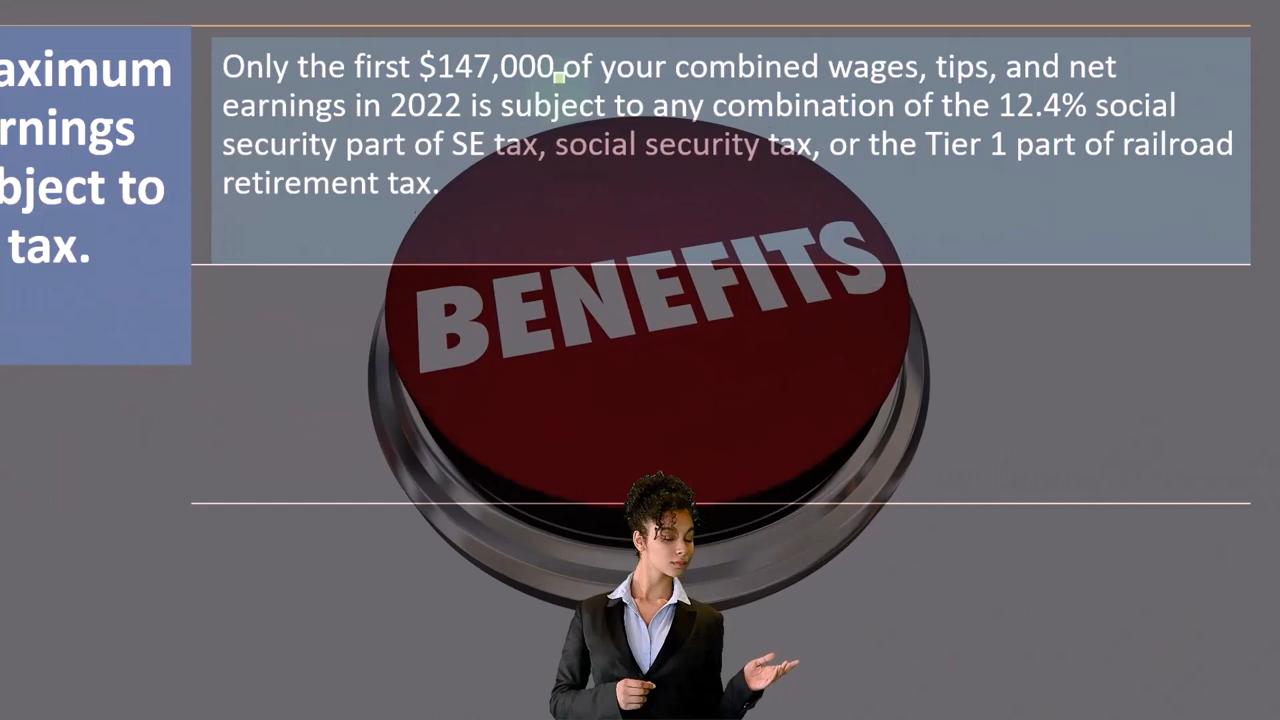 aximum
rnings
bject to
tax.
Only the first $147,000 of your combined wages, tips, and net
earnings in 2022 is subject to any combination of the 12.4% social
security part of SE tax, social security tax, or the Tier 1 part of railroad
retirement tax.
BENEFITS